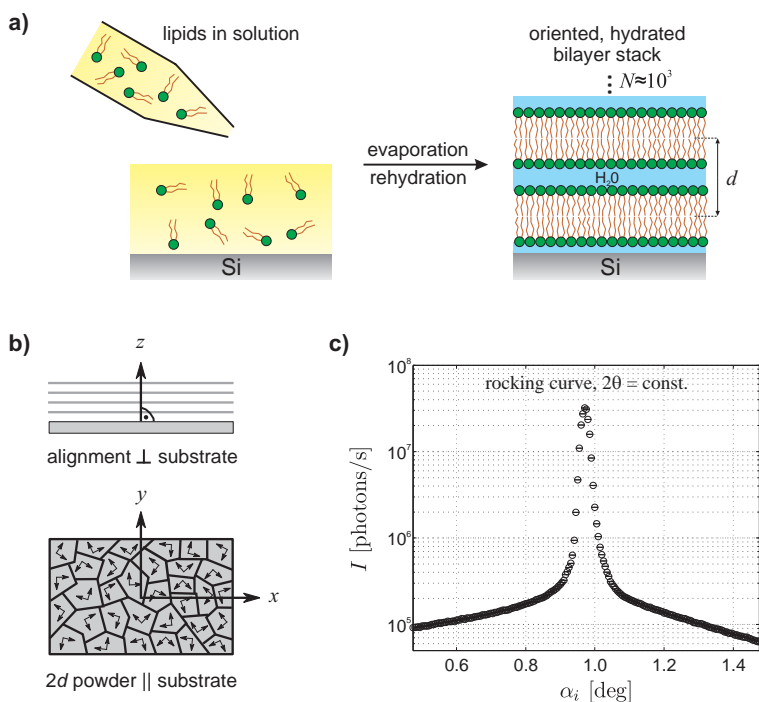 a)
lipids in solution
Si
evaporation
rehydration
oriented, hydrated
bilayer stack
N≈10³
H₂0
d
Si
b)
z
alignment ⊥ substrate
y
x
2d powder || substrate
c)
rocking curve, 2θ = const.
I [photons/s]
10⁸
10⁷
10⁶
10⁵
0.6 0.8 1.0 1.2 1.4
αᵢ [deg]